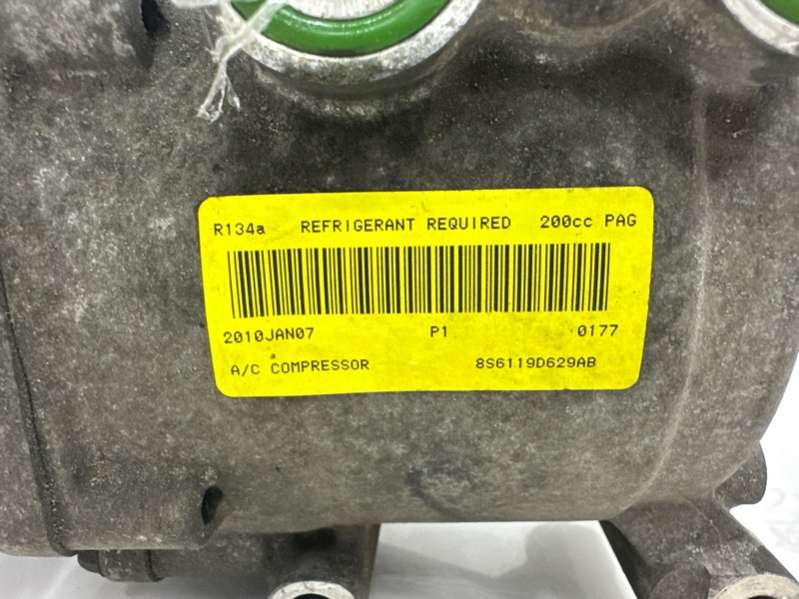 R134a REFRIGERANT REQUIRED 200cc PAG
2010JAN07 P1 0177
A/C COMPRESSOR 8S6119D629AB